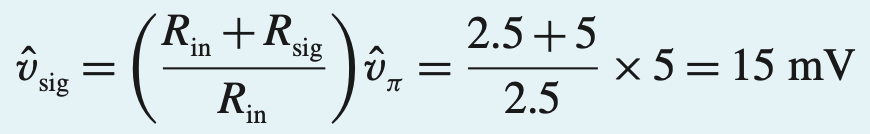 v̂_sig = ((R_in + R_sig) / R_in) v̂_π = (2.5 + 5) / 2.5 × 5 = 15 mV